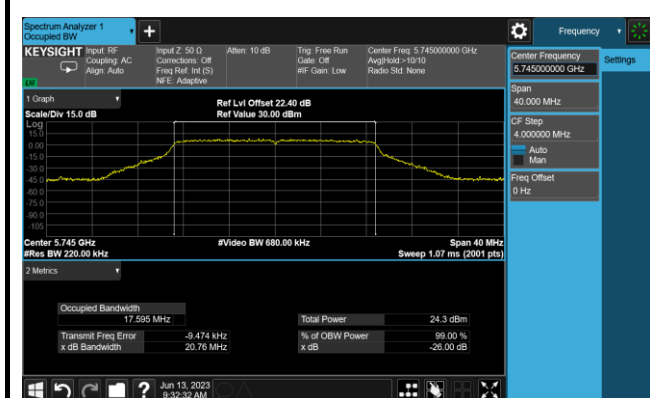 Spectrum Analyzer 1
Occupied BW
+
Frequency
KEYSIGHT Input: RF
Coupling: AC
Align: Auto
Input Z: 50 Ω
Corrections: Off
Freq Ref: Int (S)
NFE: Adaptive
Atten: 10 dB
Trig: Free Run
Gate: Off
#IF Gain: Low
Center Freq: 5.745000000 GHz
Avg|Hold:>10/10
Radio Std: None
Center Frequency
5.745000000 GHz
Settings
Span
40.000 MHz
CF Step
4.000000 MHz
Auto
Man
Freq Offset
0 Hz
1 Graph
Scale/Div 15.0 dB
Ref Lvl Offset 22.40 dB
Ref Value 30.00 dBm
Log
15.0
0.00
-15.0
-30.0
-45.0
-60.0
-75.0
-90.0
-105
Center 5.745 GHz
#Res BW 220.00 kHz
#Video BW 680.00 kHz
Span 40 MHz
Sweep 1.07 ms (2001 pts)
2 Metrics
Occupied Bandwidth
17.595 MHz
Total Power 24.3 dBm
Transmit Freq Error -9.474 kHz
% of OBW Power 99.00 %
x dB Bandwidth 20.76 MHz
x dB -26.00 dB
?
Jun 13, 2023
9:32:32 AM